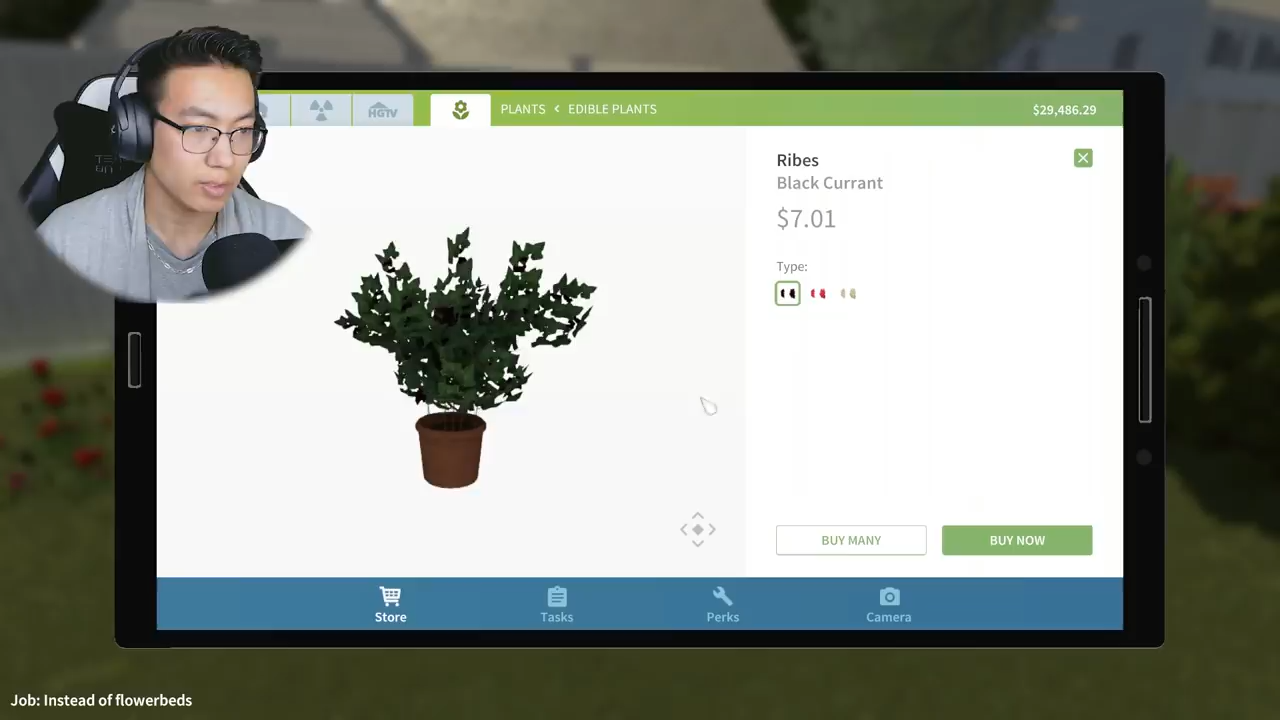 HGTV
PLANTS < EDIBLE PLANTS
$29,486.29
Ribes
Black Currant
$7.01
Type:
BUY MANY
BUY NOW
Store
Tasks
Perks
Camera
Job: Instead of flowerbeds